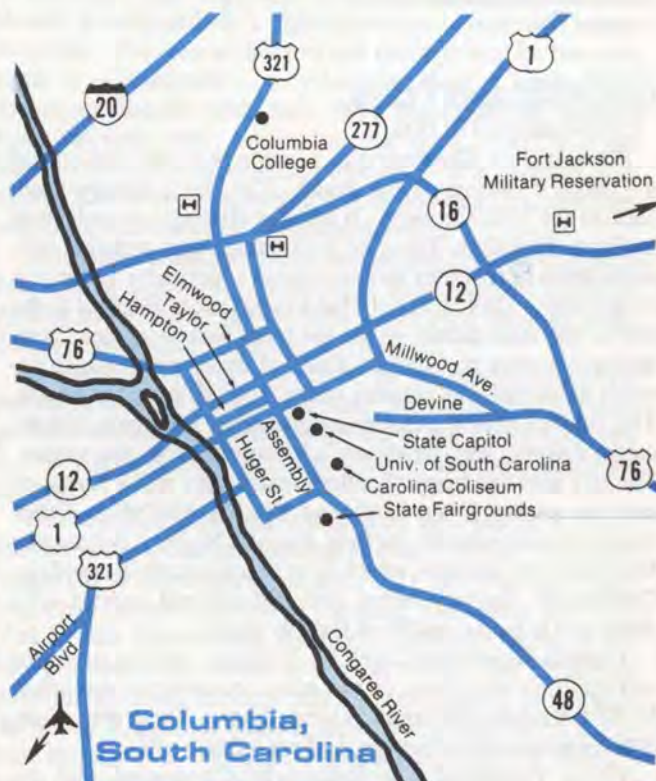 321
1
20
277
Columbia
College
Fort Jackson
Military Reservation
H
16
H
H
Elmwood
Taylor
Hampton
12
76
Millwood Ave.
Devine
Assembly
State Capitol
Huger St.
Univ. of South Carolina
76
12
Carolina Coliseum
1
State Fairgrounds
321
Airport
Blvd.
Congaree River
48
Columbia,
South Carolina